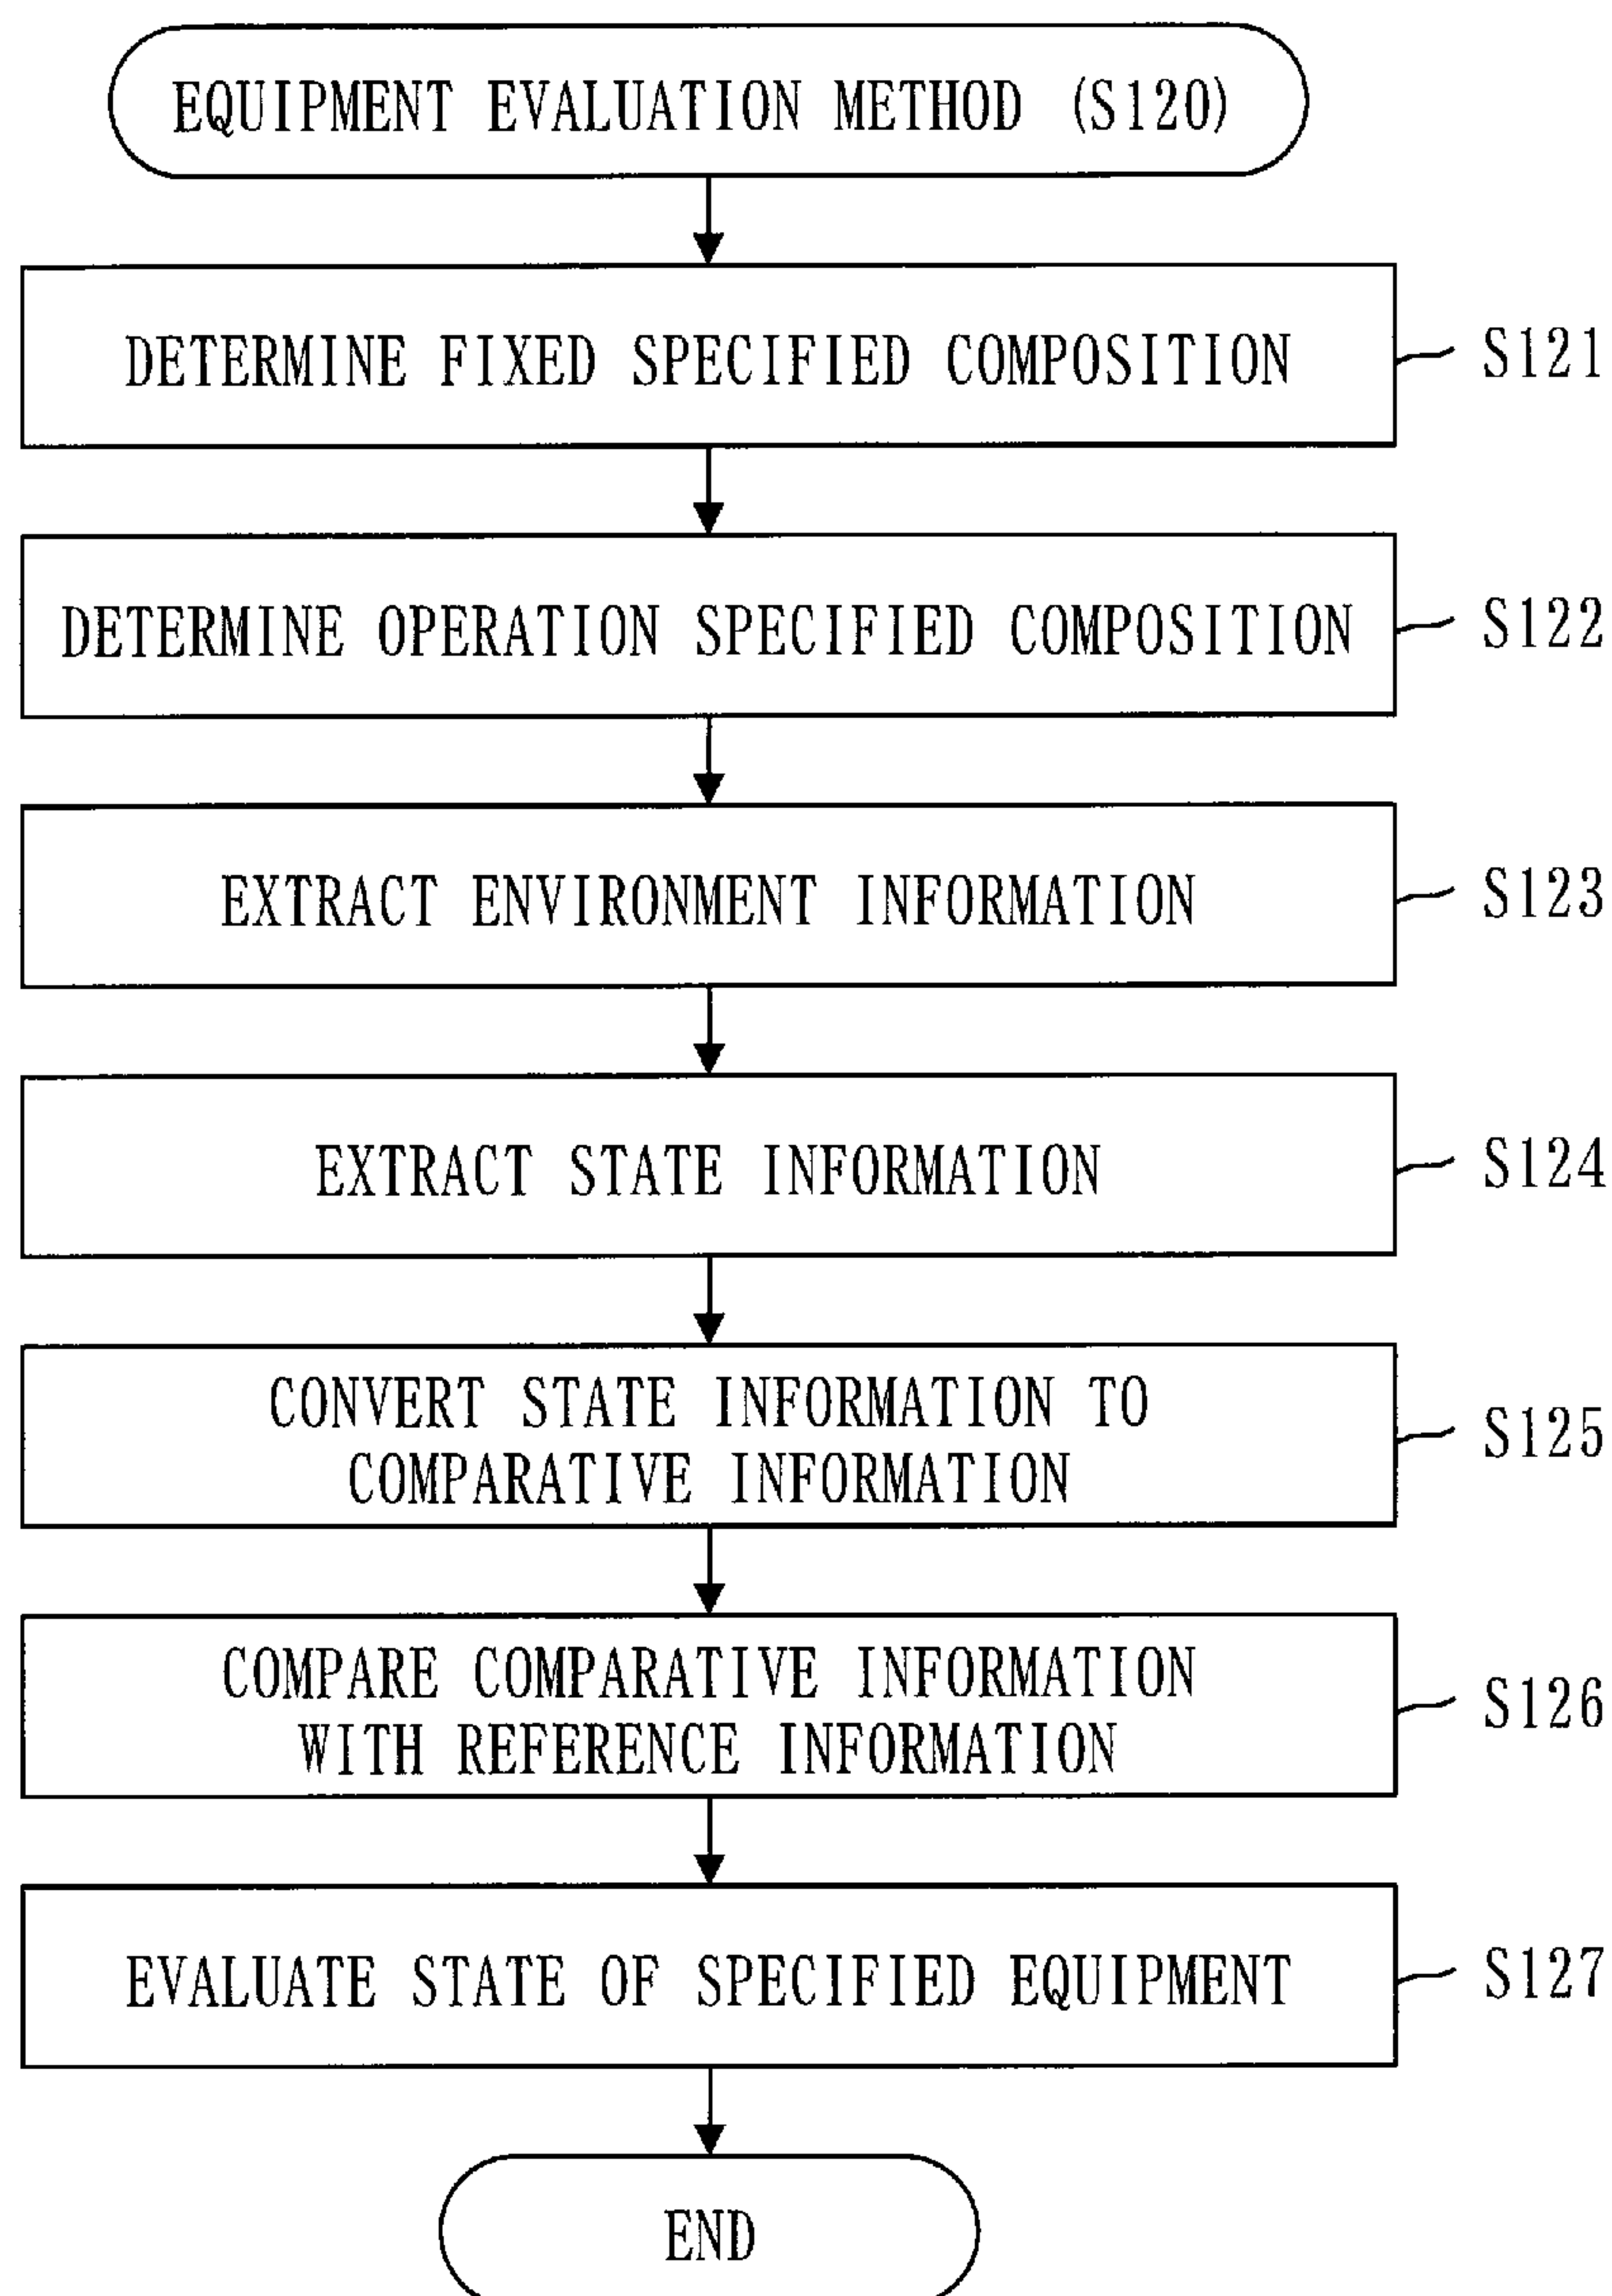 EQUIPMENT EVALUATION METHOD (S120)
DETERMINE FIXED SPECIFIED COMPOSITION
S121
DETERMINE OPERATION SPECIFIED COMPOSITION
S122
EXTRACT ENVIRONMENT INFORMATION
S123
EXTRACT STATE INFORMATION
S124
CONVERT STATE INFORMATION TO
COMPARATIVE INFORMATION
S125
COMPARE COMPARATIVE INFORMATION
WITH REFERENCE INFORMATION
S126
EVALUATE STATE OF SPECIFIED EQUIPMENT
S127
END